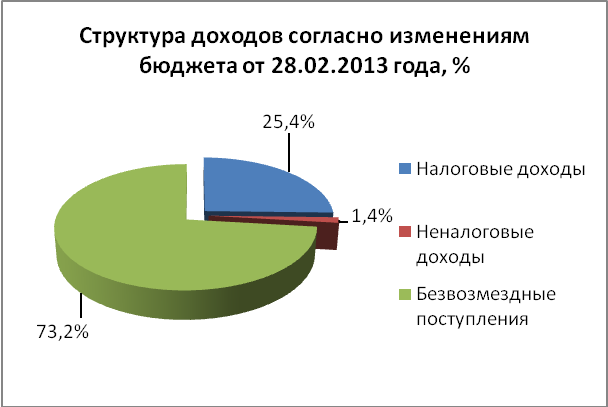 Структура доходов согласно изменениям
бюджета от 28.02.2013 года, %
25,4%
Налоговые доходы
1,4%
Неналоговые
доходы
Безвозмездные
поступления
73,2%